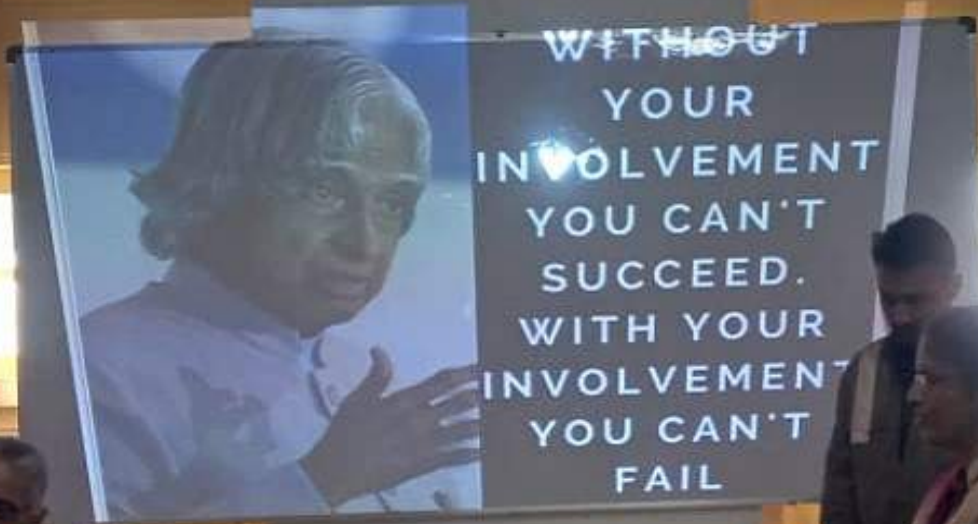 WITHOUT
YOUR
INVOLVEMENT
YOU CAN'T
SUCCEED.
WITH YOUR
INVOLVEMENT
YOU CAN'T
FAIL